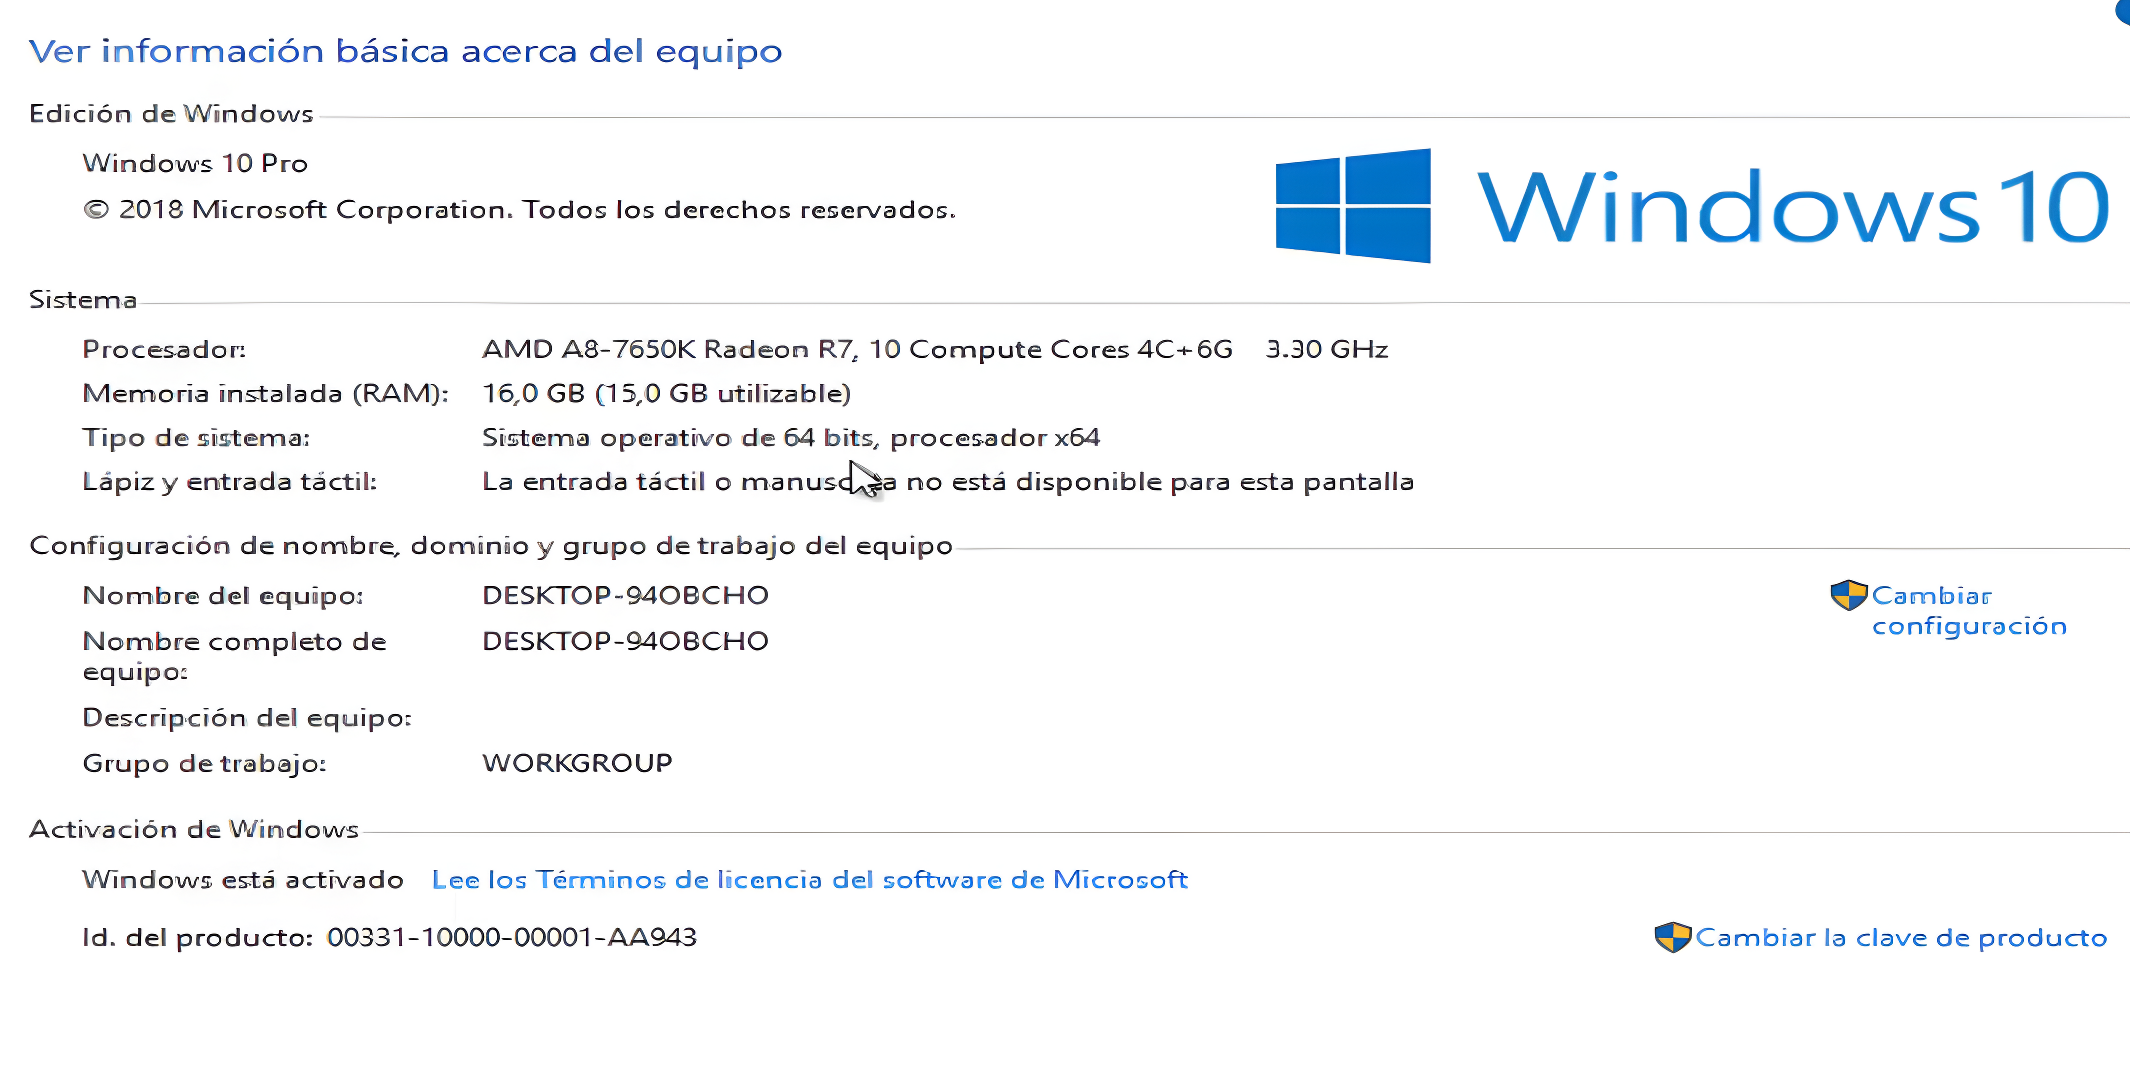 Ver información básica acerca del equipo
Edición de Windows
Windows 10 Pro
© 2018 Microsoft Corporation. Todos los derechos reservados.
Windows 10
Sistema
Procesador: AMD A8-7650K Radeon R7, 10 Compute Cores 4C+6G 3.30 GHz
Memoria instalada (RAM): 16,0 GB (15,0 GB utilizable)
Tipo de sistema: Sistema operativo de 64 bits, procesador x64
Lápiz y entrada táctil: La entrada táctil o no está disponible para esta pantalla
Configuración de nombre, dominio y grupo de trabajo del equipo
Nombre del equipo: DESKTOP-94OBCHO
Cambiar
configuración
Nombre completo de DESKTOP-94OBCHO
equipo:
Descripción del equipo:
Grupo de trabajo: WORKGROUP
Activación de Windows
Windows está activado Lee los Términos de licencia del software de Microsoft
Id. del producto: 00331-10000-00001-AA943
Cambiar la clave de producto